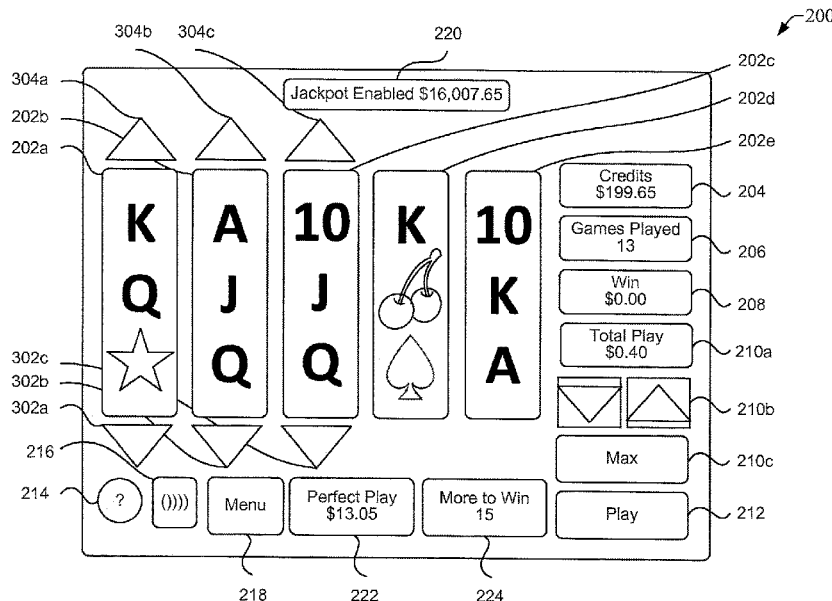 200
304b
304c
220
304a
202b
202a
202c
202d
202e
Jackpot Enabled $16,007.65
K
Q
A
J
Q
10
J
Q
K
10
K
A
Credits
$199.65
204
Games Played
13
206
Win
$0.00
208
Total Play
$0.40
210a
210b
302c
302b
302a
216
214
?
()))))
Menu
Perfect Play
$13.05
More to Win
15
Max
210c
Play
212
218
222
224